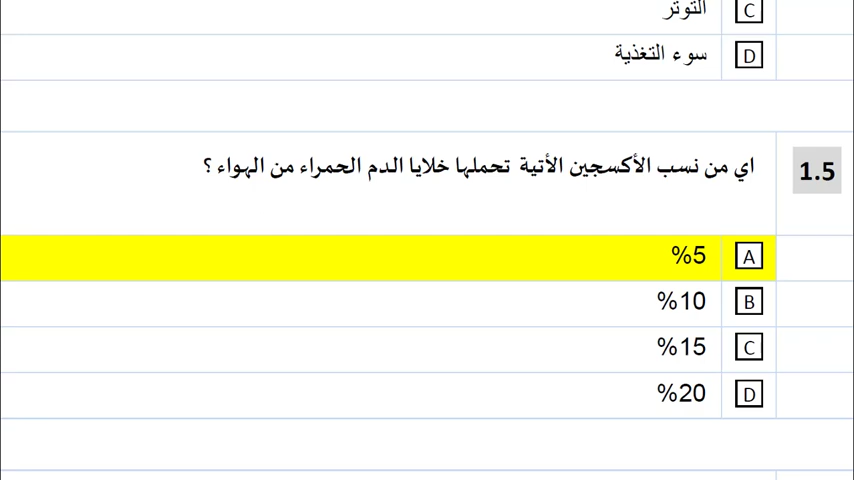 C التوتر
D سوء التغذية
1.5 اي من نسب الأكسجين الأتية تحملها خلايا الدم الحمراء من الهواء ؟
A %5
B %10
C %15
D %20